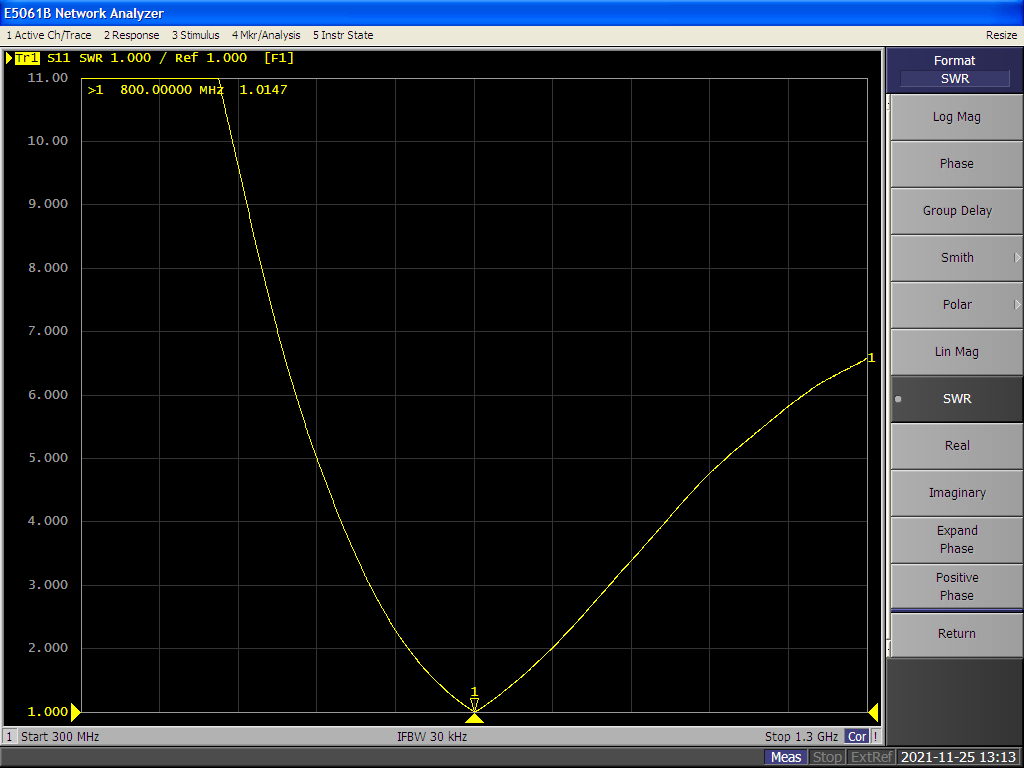 E5061B Network Analyzer
1 Active Ch/Trace 2 Response 3 Stimulus 4 Mkr/Analysis 5 Instr State Resize
Tr1 S11 SWR 1.000 / Ref 1.000 [F1]
>1 800.00000 MHz 1.0147
11.00
10.00
9.000
8.000
7.000
6.000
5.000
4.000
3.000
2.000
1.000
1
1
Format
SWR
Log Mag
Phase
Group Delay
Smith
Polar
Lin Mag
SWR
Real
Imaginary
Expand
Phase
Positive
Phase
Return
1 Start 300 MHz IFBW 30 kHz Stop 1.3 GHz Cor !
Meas Stop ExtRef 2021-11-25 13:13